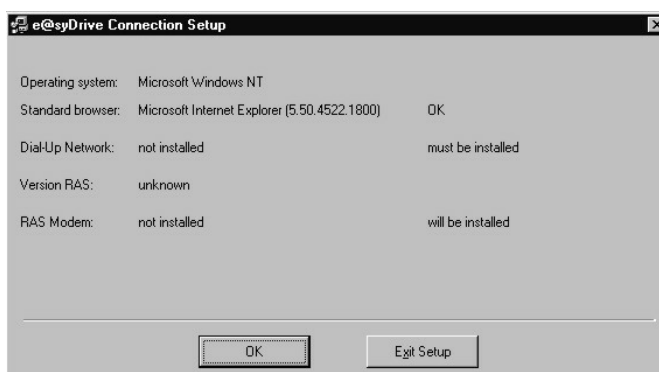 e@syDrive Connection Setup
Operating system: Microsoft Windows NT
Standard browser: Microsoft Internet Explorer (5.50.4522.1800) OK
Dial-Up Network: not installed must be installed
Version RAS: unknown
RAS Modem: not installed will be installed
OK Exit Setup